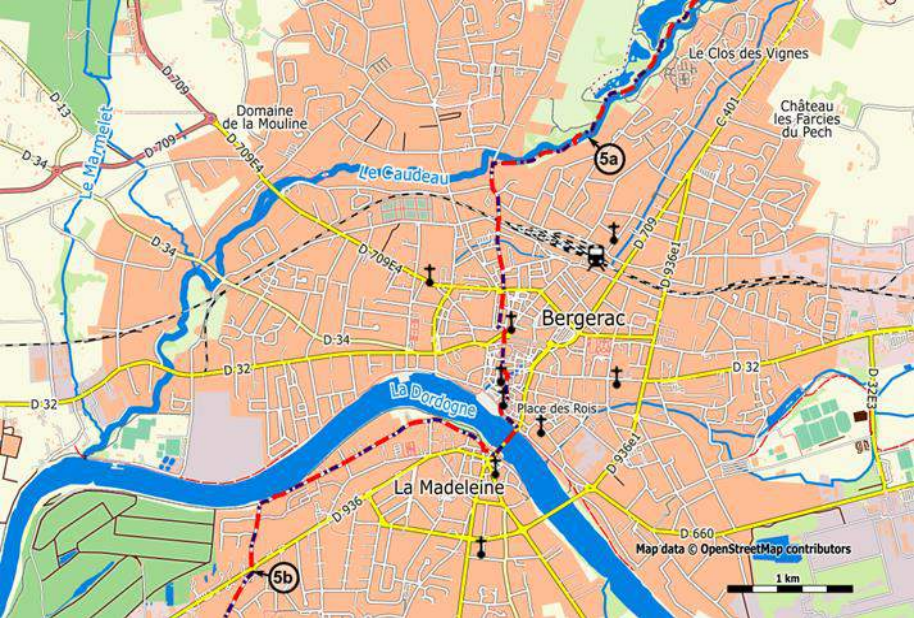 Le Clos des Vignes
D 709
D 13
Domaine
de la Mouline
C 401
Château
les Farcies
du Pech
D 709E4
D 709
D 34
Le Marmelet
5a
Le Caudeau
D 34
D 709
D 709E4
D 936e1
Bergerac
D 34
D 32
D 32
D 32
D 32E3
La Dordogne
Place des Rois
D 936e1
La Madeleine
D 936
D 660
Map data © OpenStreetMap contributors
5b
1 km